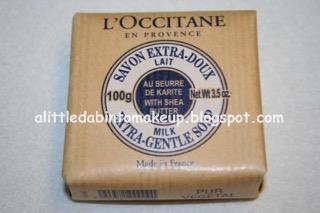 L'OCCITANE
EN PROVENCE
SAVON EXTRA-DOUX
LAIT
100g
AU BEURRE
DE KARITE
WITH SHEA
BUTTER
Net Wt 3.5 oz.
alittledabintomakeup.blogspot.com
MILK
EXTRA-GENTLE SOAP
Made in France
PUR
VEGETAL